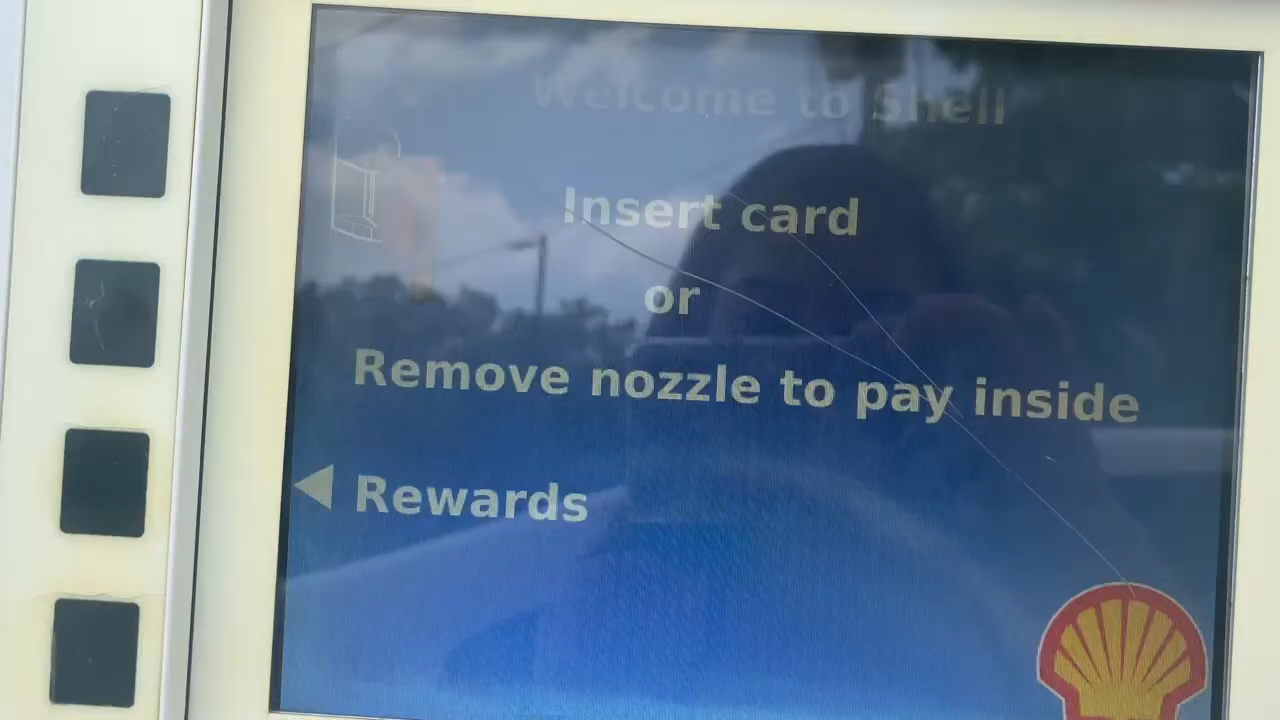 Welcome to Shell
Insert card
or
Remove nozzle to pay inside
Rewards